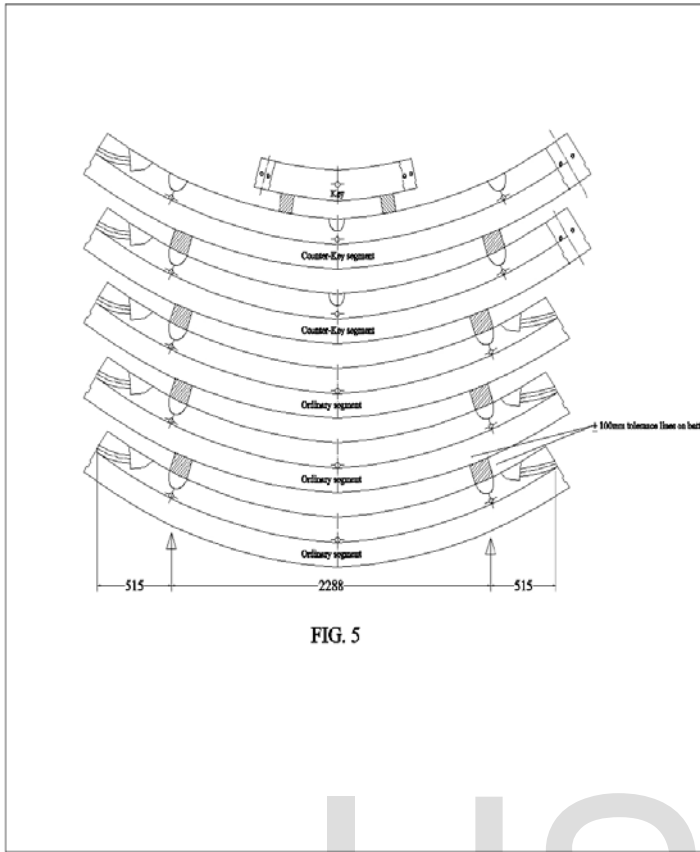 Key
Counter-Key segment
Counter-Key segment
Ordinary segment
± 100mm tolerance lines on batt
Ordinary segment
Ordinary segment
515
2288
515
FIG. 5